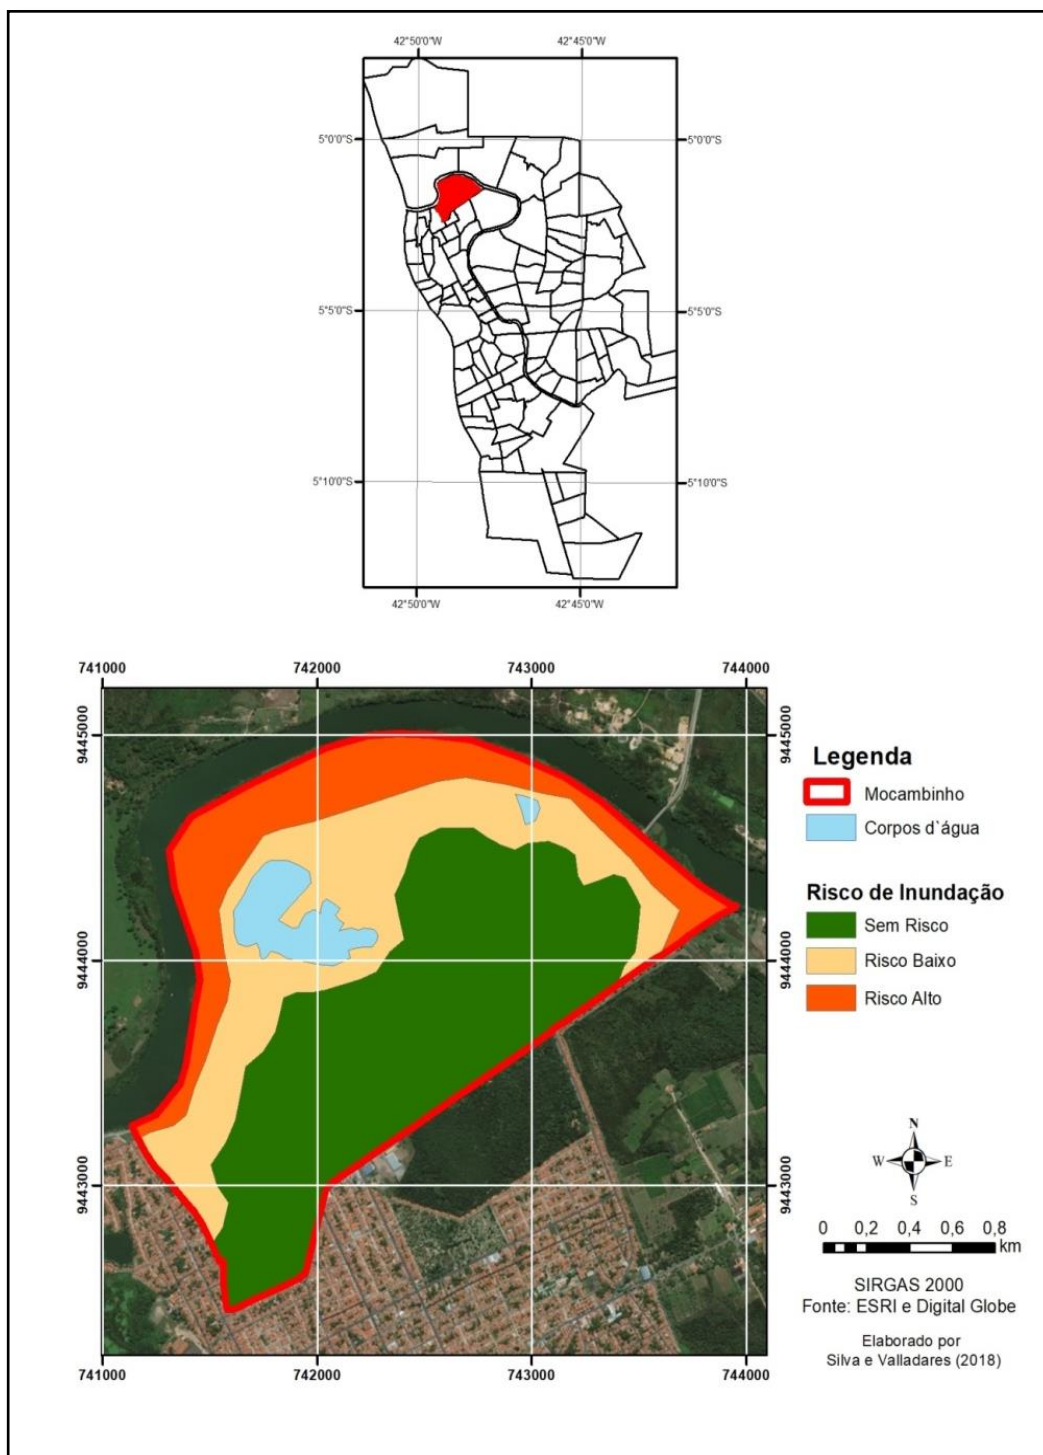 42°50'0"W 42°45'0"W
5°0'0"S 5°0'0"S
5°5'0"S 5°5'0"S
5°10'0"S 5°10'0"S
42°50'0"W 42°45'0"W
741000 742000 743000 744000
9445000 9445000
Legenda
Mocambinho
Corpos d`água
Risco de Inundação
Sem Risco
9444000 9444000
Risco Baixo
Risco Alto
N
W E
S
9443000 9443000
0 0,2 0,4 0,6 0,8
km
SIRGAS 2000
Fonte: ESRI e Digital Globe
Elaborado por
Silva e Valladares (2018)
741000 742000 743000 744000